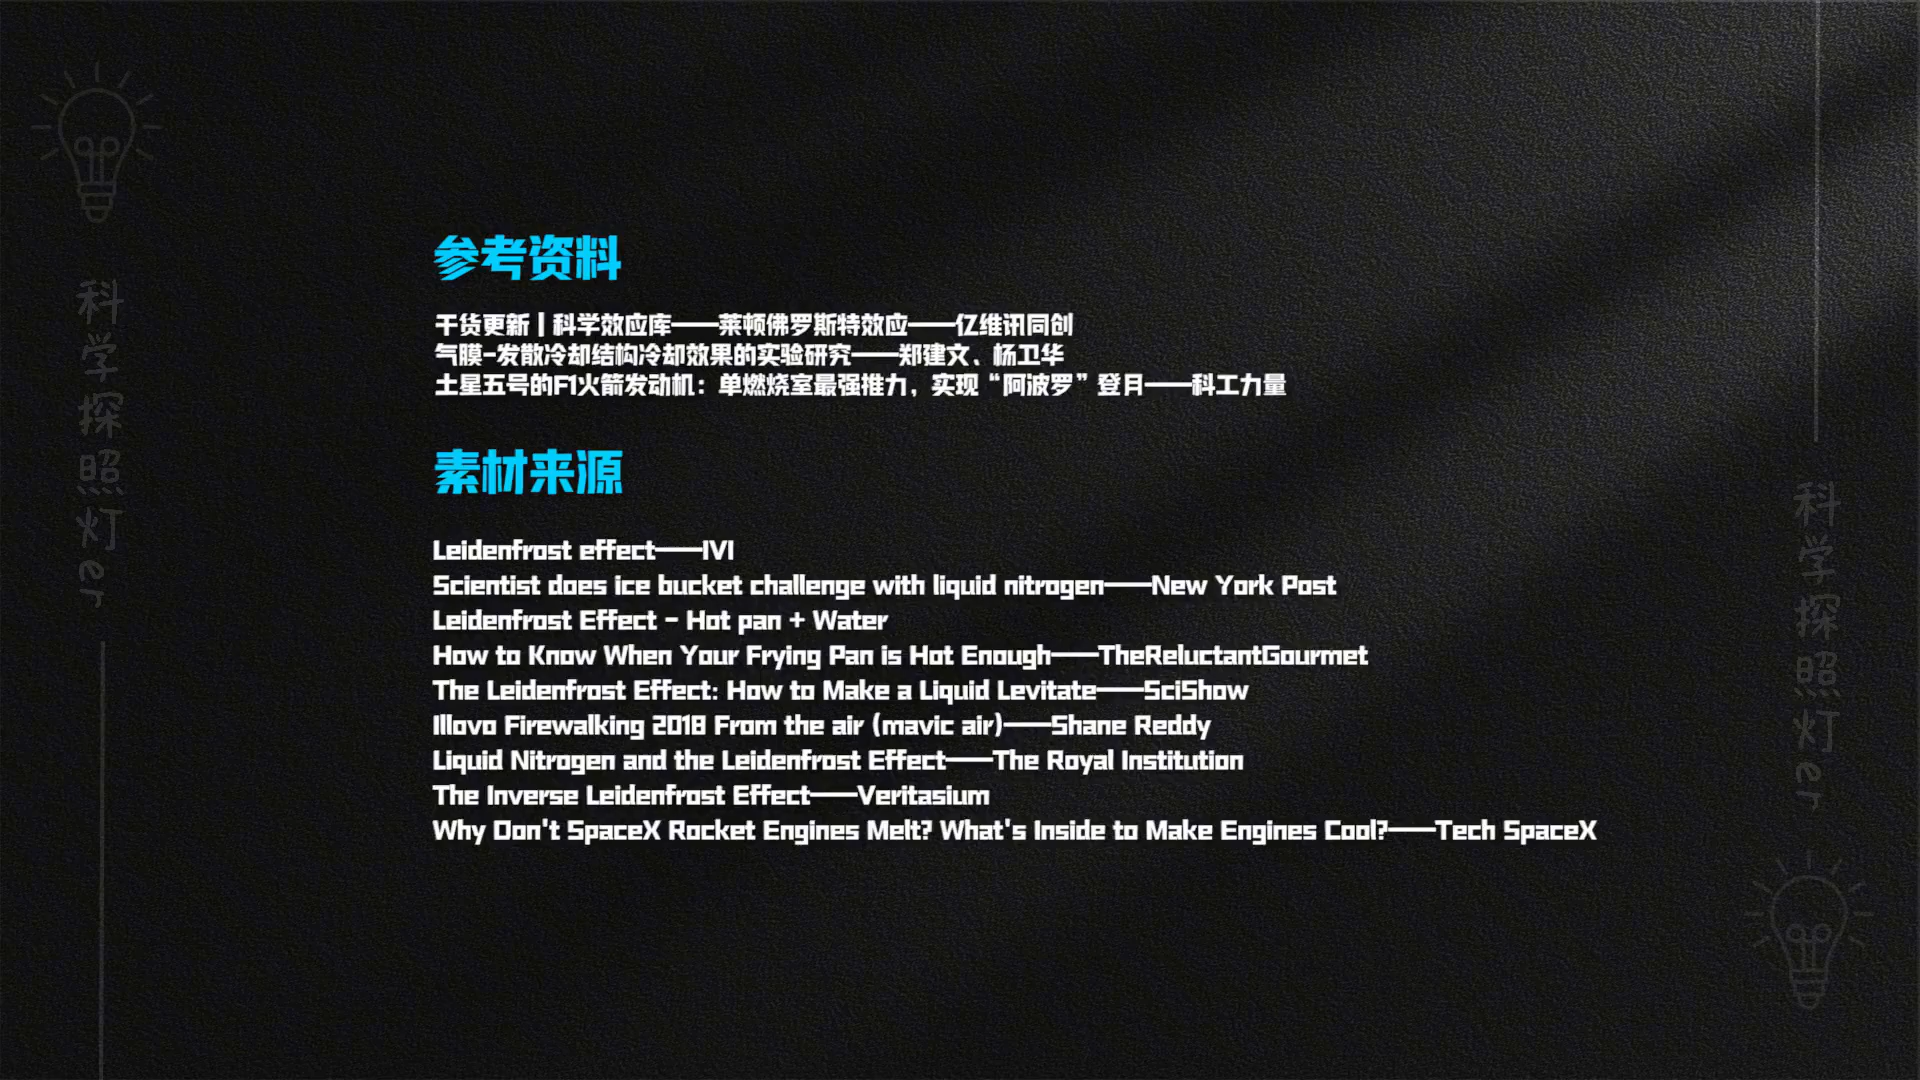 科学探照灯er
参考资料
干货更新 | 科学效应库——莱顿佛罗斯特效应——亿维讯同创
气膜-发散冷却结构冷却效果的实验研究——郑建文、杨卫华
土星五号的F1火箭发动机：单燃烧室最强推力，实现“阿波罗”登月——科工力量
素材来源
Leidenfrost effect——IVI
Scientist does ice bucket challenge with liquid nitrogen——New York Post
Leidenfrost Effect - Hot pan + Water
How to Know When Your Frying Pan is Hot Enough——TheReluctantGourmet
The Leidenfrost Effect: How to Make a Liquid Levitate——SciShow
Illovo Firewalking 2018 From the air (mavic air)——Shane Reddy
Liquid Nitrogen and the Leidenfrost Effect——The Royal Institution
The Inverse Leidenfrost Effect——Veritasium
Why Don't SpaceX Rocket Engines Melt? What's Inside to Make Engines Cool?——Tech SpaceX
科学探照灯er